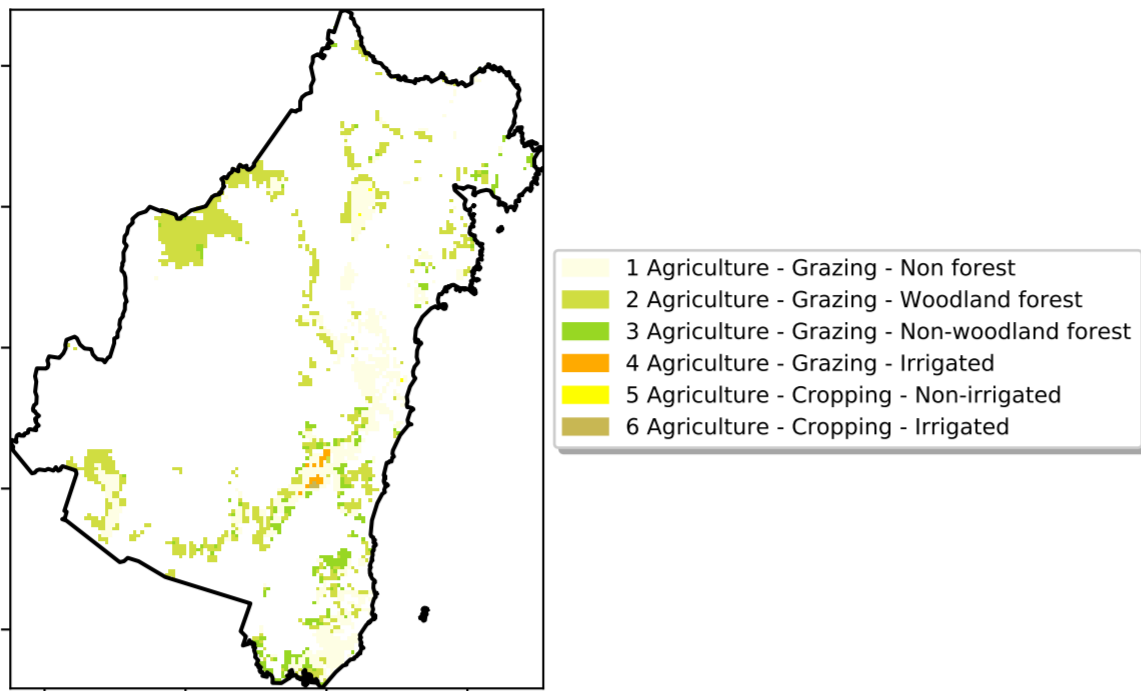 1 Agriculture - Grazing - Non forest
2 Agriculture - Grazing - Woodland forest
3 Agriculture - Grazing - Non-woodland forest
4 Agriculture - Grazing - Irrigated
5 Agriculture - Cropping - Non-irrigated
6 Agriculture - Cropping - Irrigated